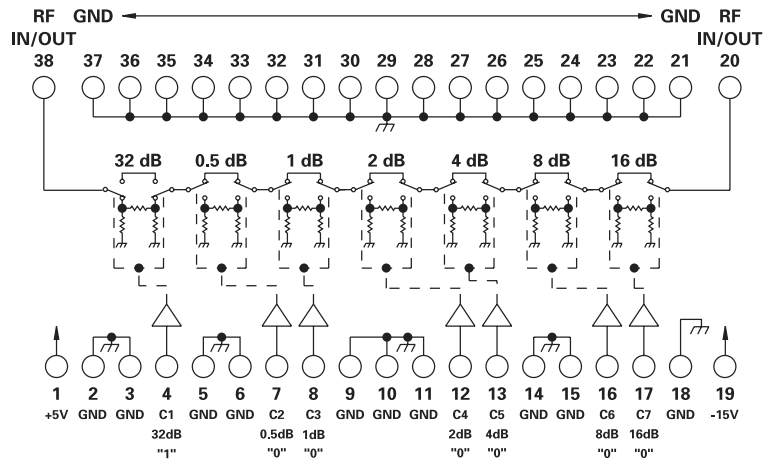 RF GND GND RF
IN/OUT IN/OUT
38 37 36 35 34 33 32 31 30 29 28 27 26 25 24 23 22 21 20
32 dB 0.5 dB 1 dB 2 dB 4 dB 8 dB 16 dB
1 2 3 4 5 6 7 8 9 10 11 12 13 14 15 16 17 18 19
+5V GND GND C1 GND GND C2 C3 GND GND GND C4 C5 GND GND C6 C7 GND -15V
32dB 0.5dB 1dB 2dB 4dB 8dB 16dB
"1" "0" "0" "0" "0" "0" "0"